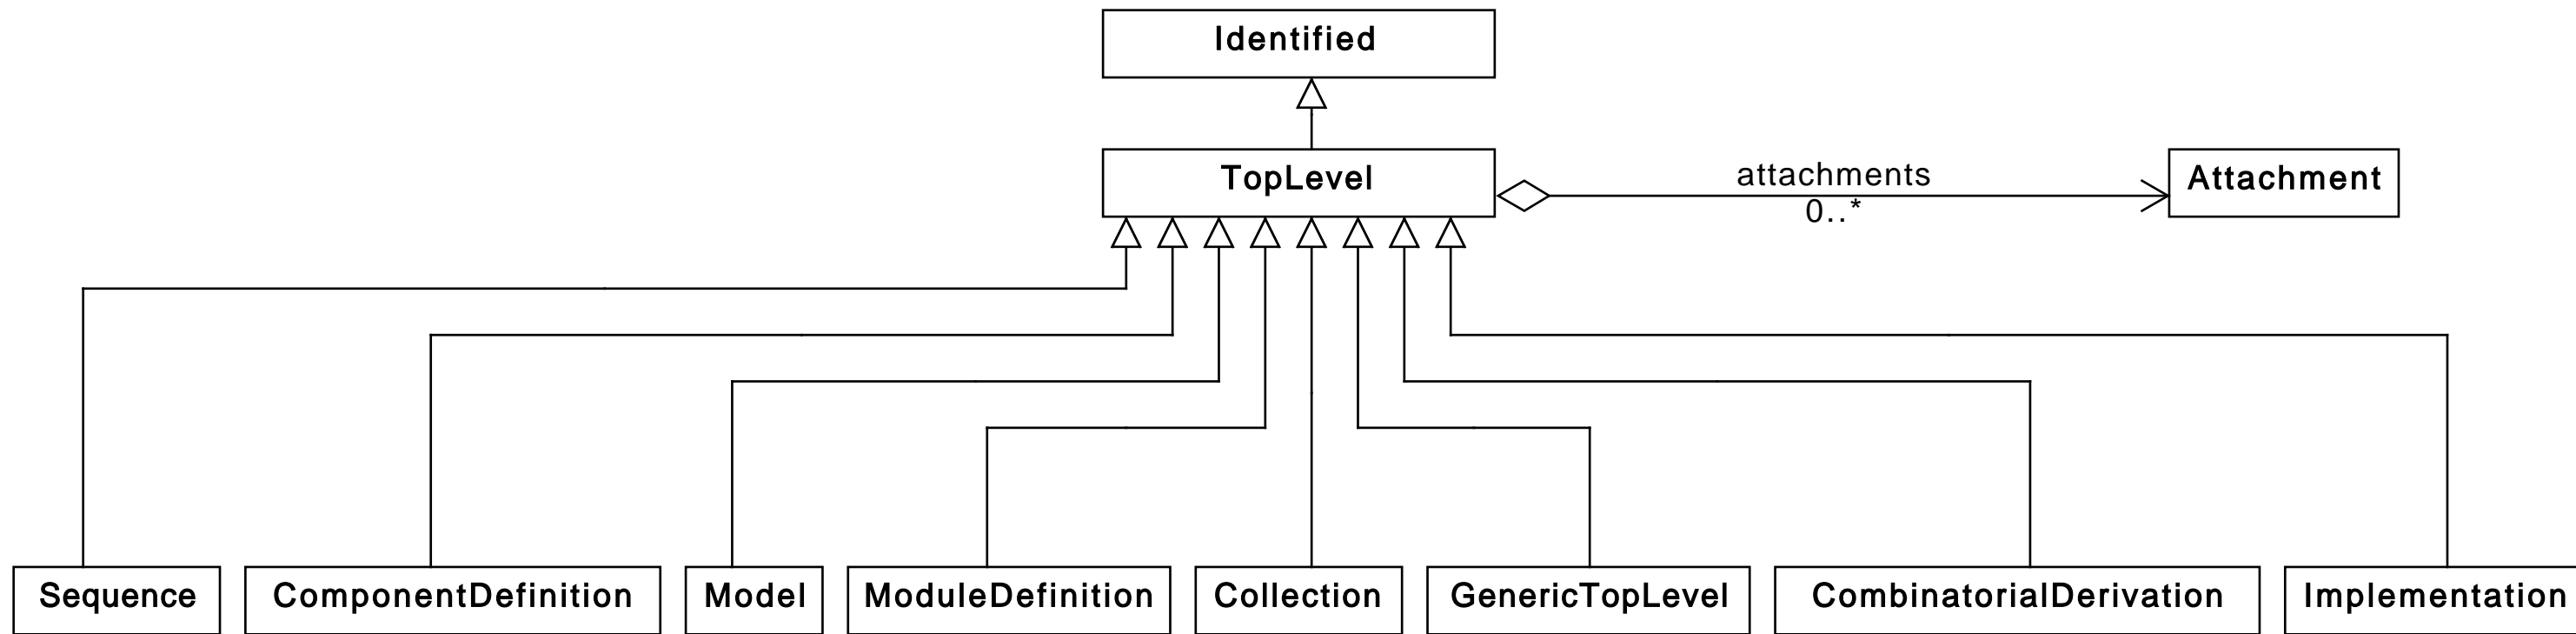 Identified
TopLevel
attachments
0..*
Attachment
Sequence
ComponentDefinition
Model
ModuleDefinition
Collection
GenericTopLevel
CombinatorialDerivation
Implementation